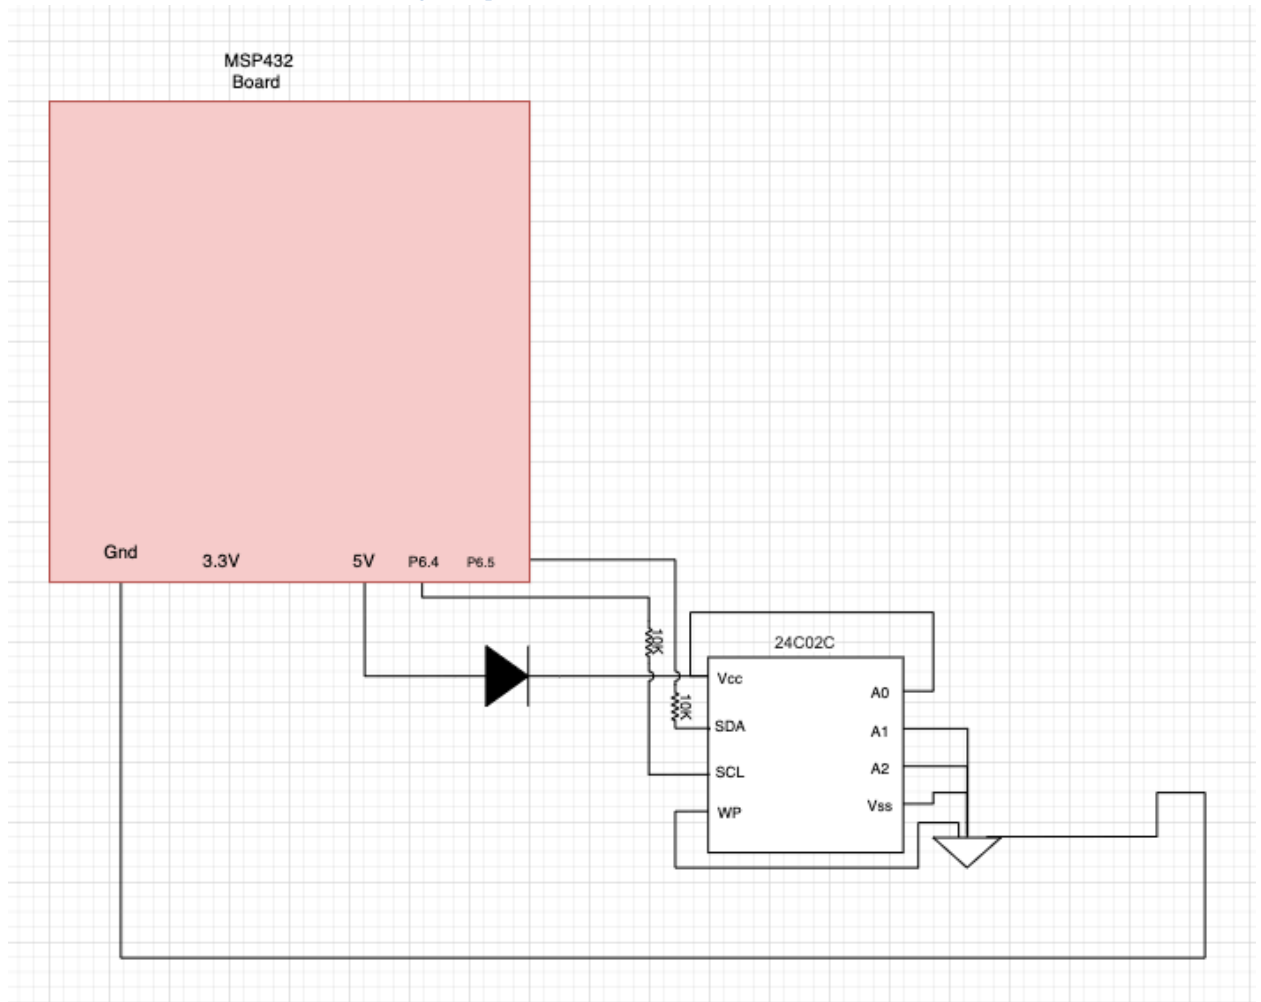 MSP432
Board
Gnd
3.3V
5V
P6.4
P6.5
10K
24C02C
Vcc
A0
10K
SDA
A1
SCL
A2
Vss
WP